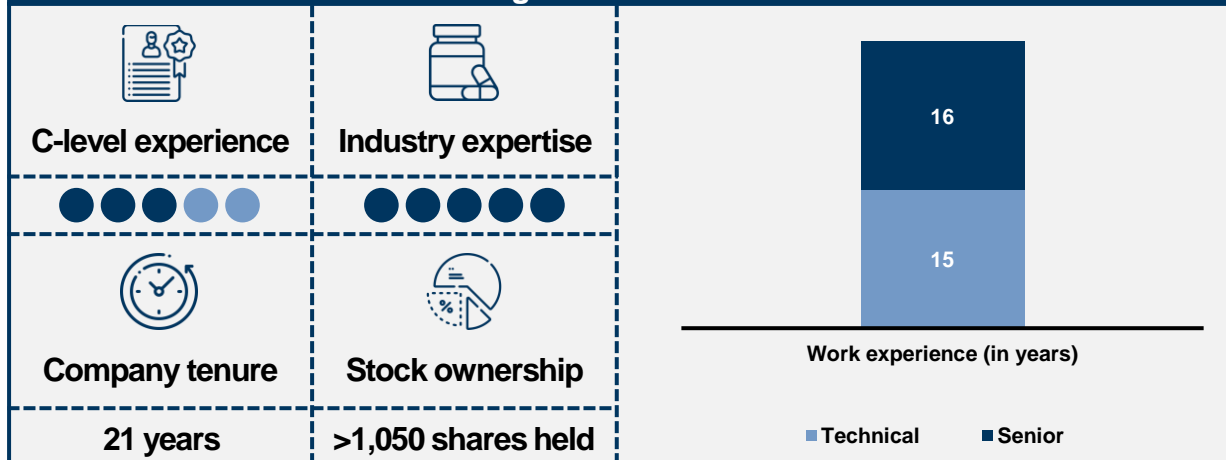 C-level experience
Industry expertise
Company tenure
Stock ownership
%
21 years
>1,050 shares held
16
15
Work experience (in years)
Technical
Senior